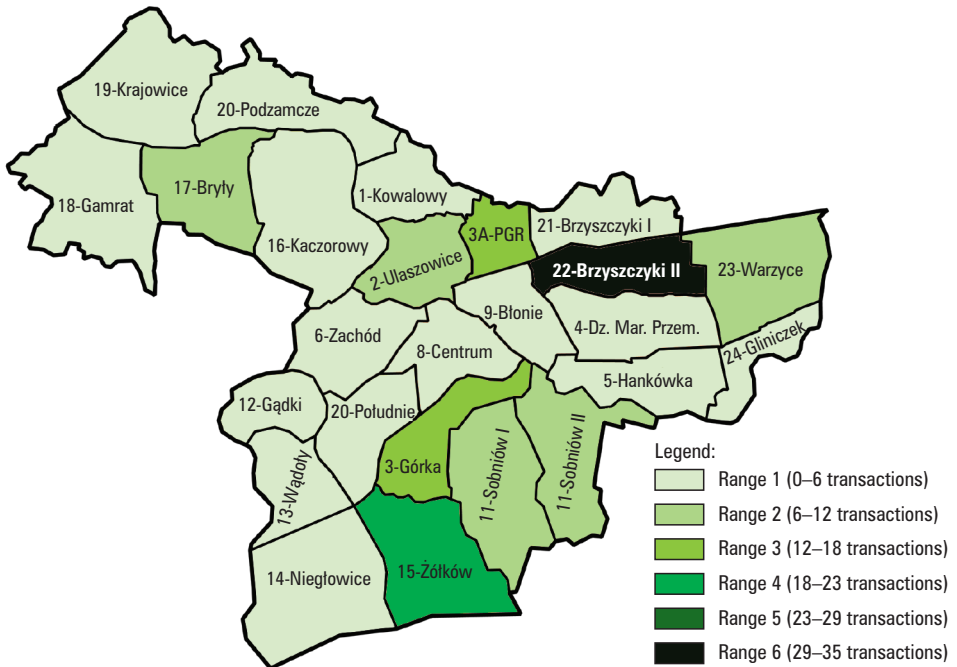 19-Krajowice
20-Podzamcze
17-Bryły
1-Kowalowy
18-Gamrat
21-Brzyszczyki I
3A-PGR
16-Kaczorowy
2-Ulaszowice
22-Brzyszczyki II
23-Warzyce
9-Błonie
6-Zachód
4-Dz. Mar. Przem.
8-Centrum
24-Gliniczek
5-Hankówka
12-Gądki
20-Południe
3-Górka
11-Sobniów I
11-Sobniów II
13-Wądoły
15-Żółków
14-Niegłowice
Legend:
Range 1 (0–6 transactions)
Range 2 (6–12 transactions)
Range 3 (12–18 transactions)
Range 4 (18–23 transactions)
Range 5 (23–29 transactions)
Range 6 (29–35 transactions)